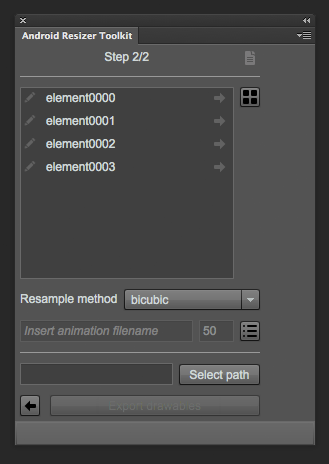 Android Resizer Toolkit
Step 2/2
element0000
element0001
element0002
element0003
Resample method bicubic
Insert animation filename 50
Select path
Export drawables